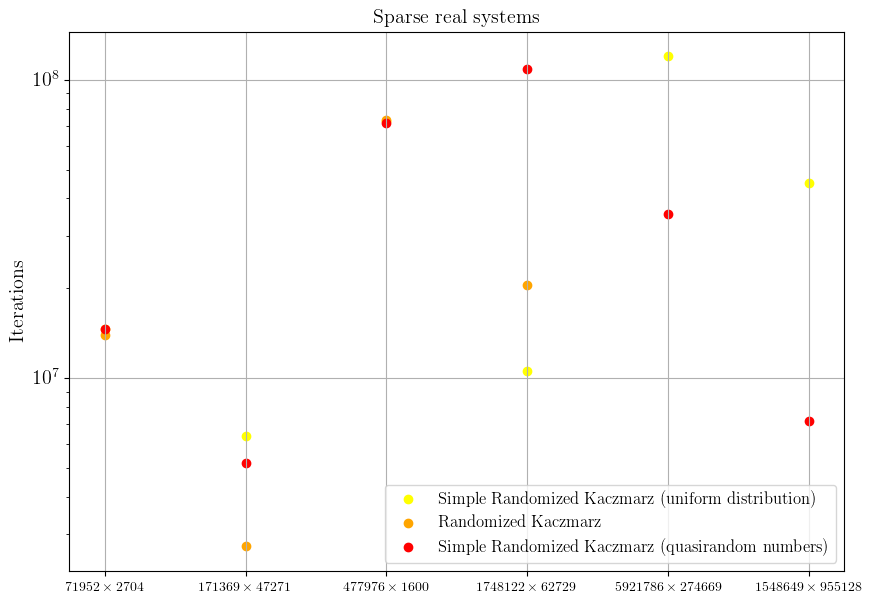 Sparse real systems
10^8
10^7
Iterations
Simple Randomized Kaczmarz (uniform distribution)
Randomized Kaczmarz
Simple Randomized Kaczmarz (quasirandom numbers)
71952 × 2704 171369 × 47271 477976 × 1600 1748122 × 62729 5921786 × 274669 1548649 × 955128